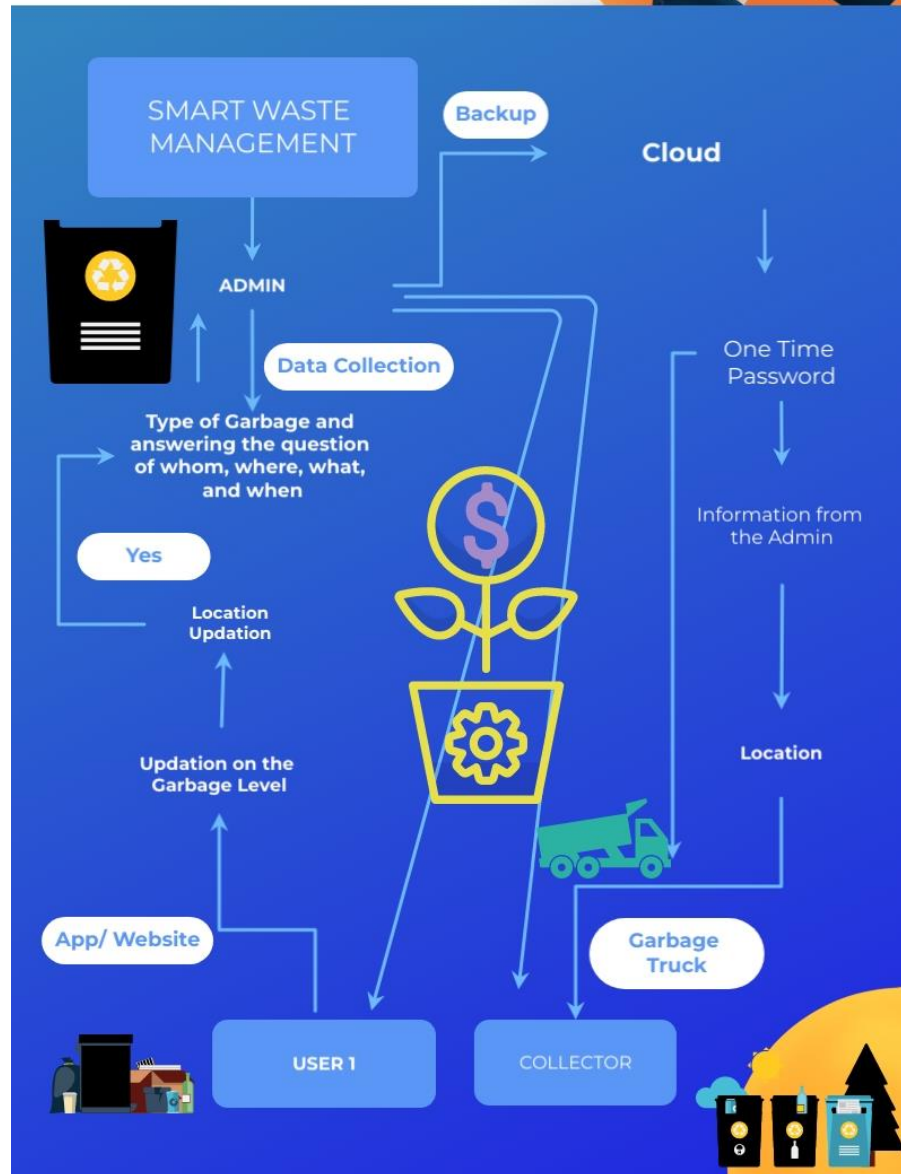 SMART WASTE
MANAGEMENT
Backup
Cloud
ADMIN
Data Collection
One Time
Password
Type of Garbage and
answering the question
of whom, where, what,
and when
$
Information from
the Admin
Yes
Location
Updation
Updation on the
Garbage Level
Location
App/ Website
Garbage
Truck
USER 1
COLLECTOR